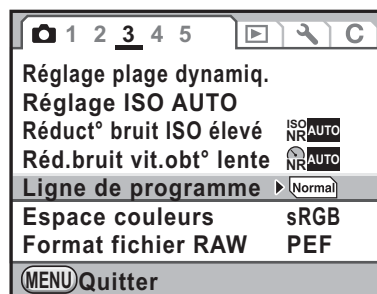 1 2 3 4 5 C
Réglage plage dynamiq.
Réglage ISO AUTO
Réduct° bruit ISO élevé ISO NR AUTO
Réd.bruit vit.obt° lente NR AUTO
Ligne de programme Normal
Espace couleurs sRGB
Format fichier RAW PEF
MENU Quitter